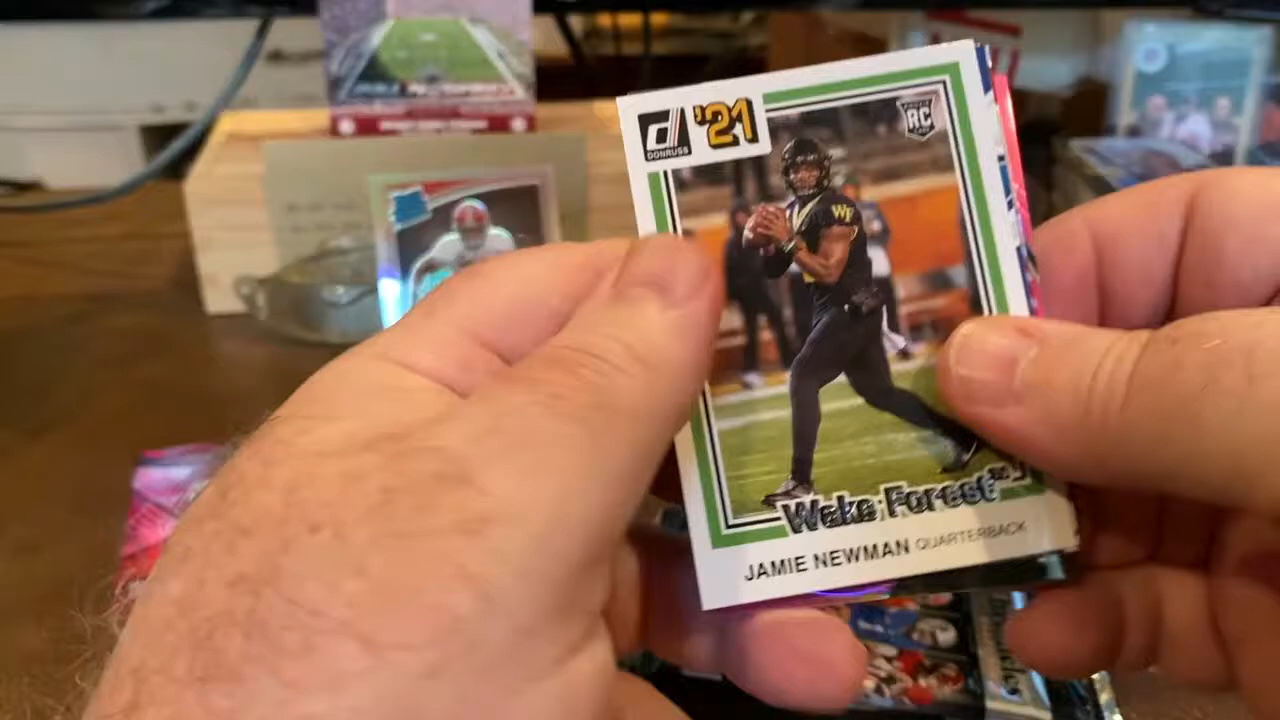 '21
RC
DONRUSS
WF
Wake Forest
JAMIE NEWMAN QUARTERBACK